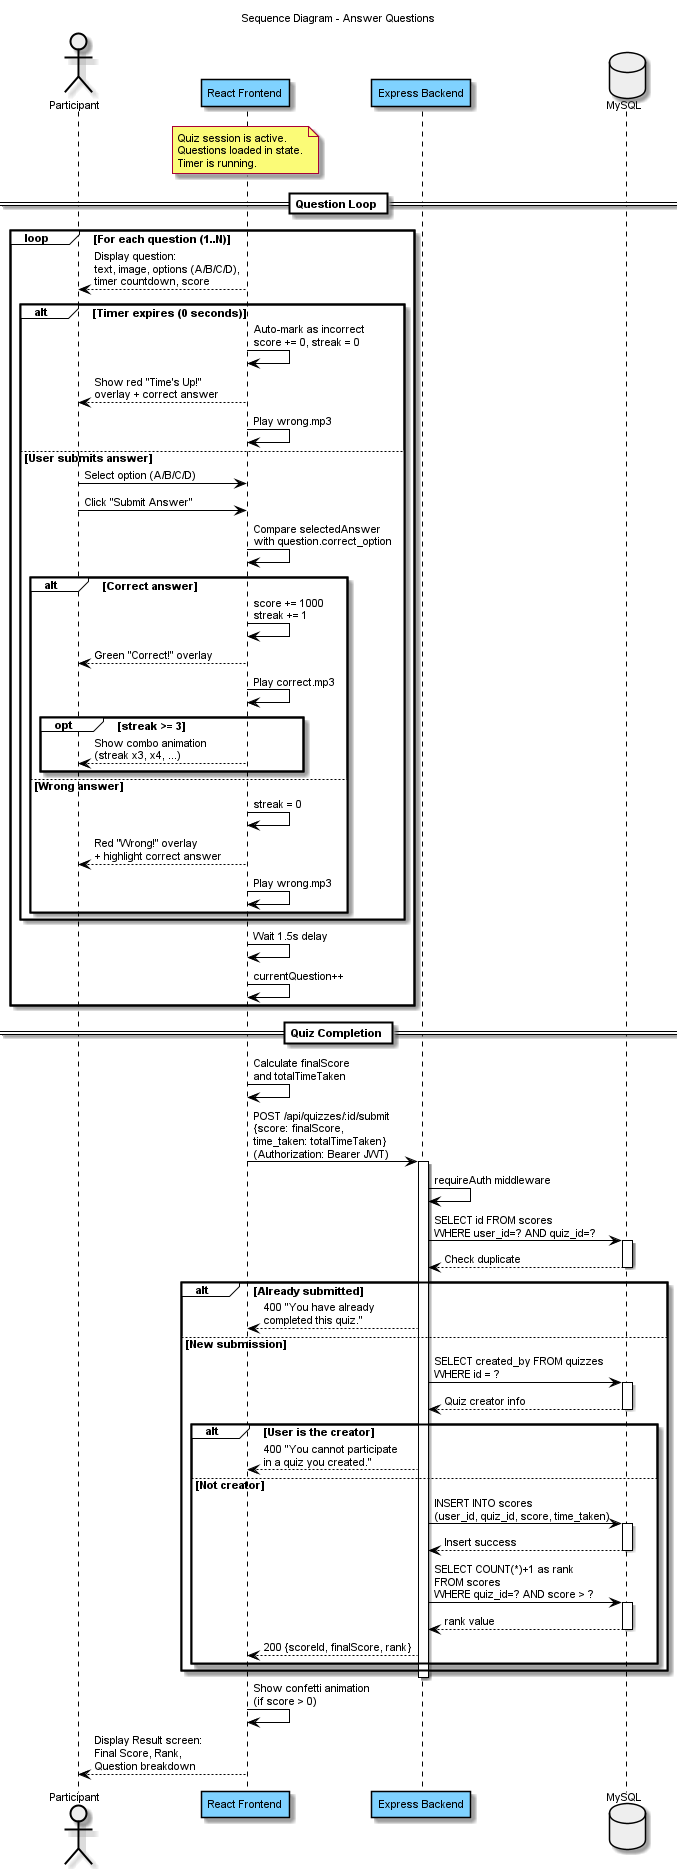 Sequence Diagram - Answer Questions
Participant
React Frontend
Express Backend
MySQL
Quiz session is active.
Questions loaded in state.
Timer is running.
Question Loop
loop
[For each question (1..N)]
Display question:
text, image, options (A/B/C/D),
timer countdown, score
alt
[Timer expires (0 seconds)]
Auto-mark as incorrect
score += 0, streak = 0
Show red "Time's Up!"
overlay + correct answer
Play wrong.mp3
[User submits answer]
Select option (A/B/C/D)
Click "Submit Answer"
Compare selectedAnswer
with question.correct_option
alt
[Correct answer]
score += 1000
streak += 1
Green "Correct!" overlay
Play correct.mp3
opt
[streak >= 3]
Show combo animation
(streak x3, x4, ...)
[Wrong answer]
streak = 0
Red "Wrong!" overlay
+ highlight correct answer
Play wrong.mp3
Wait 1.5s delay
currentQuestion++
Quiz Completion
Calculate finalScore
and totalTimeTaken
POST /api/quizzes/:id/submit
{score: finalScore,
time_taken: totalTimeTaken}
(Authorization: Bearer JWT)
requireAuth middleware
SELECT id FROM scores
WHERE user_id=? AND quiz_id=?
Check duplicate
alt
[Already submitted]
400 "You have already
completed this quiz."
[New submission]
SELECT created_by FROM quizzes
WHERE id = ?
Quiz creator info
alt
[User is the creator]
400 "You cannot participate
in a quiz you created."
[Not creator]
INSERT INTO scores
(user_id, quiz_id, score, time_taken)
Insert success
SELECT COUNT(*)+1 as rank
FROM scores
WHERE quiz_id=? AND score > ?
rank value
200 {scoreId, finalScore, rank}
Show confetti animation
(if score > 0)
Display Result screen:
Final Score, Rank,
Question breakdown
Participant
React Frontend
Express Backend
MySQL